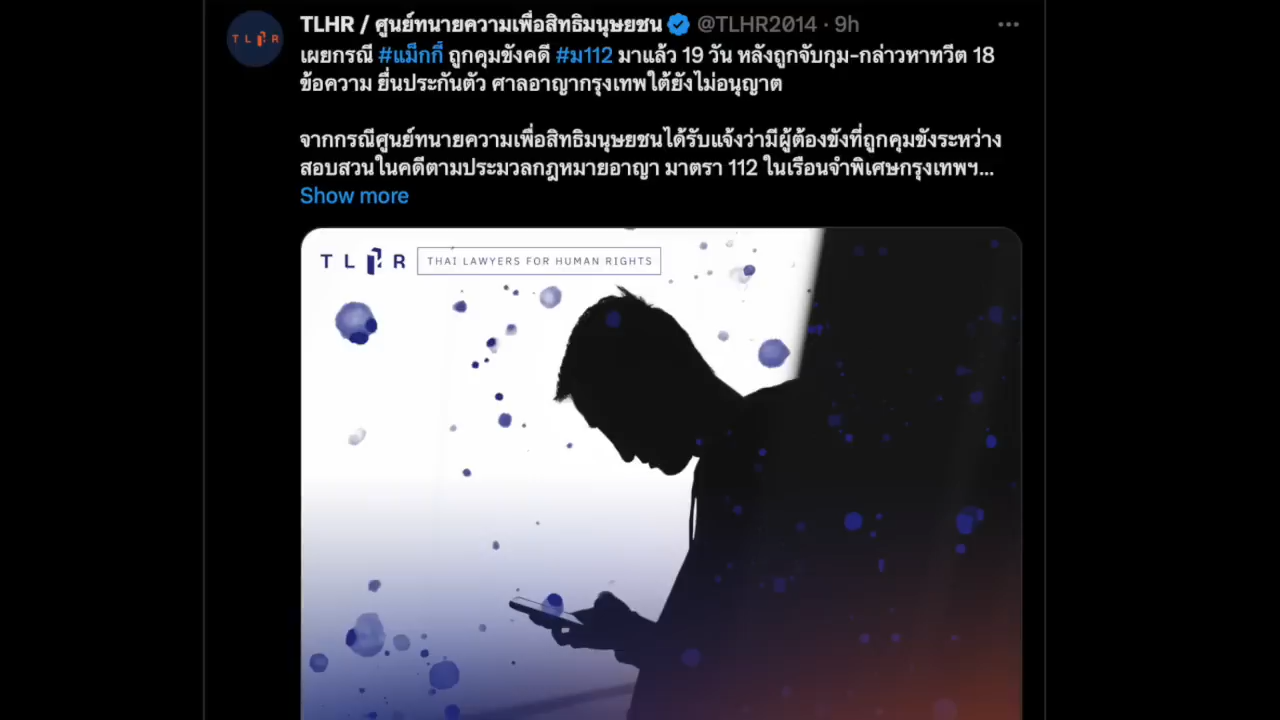 TLHR
TLHR / ศูนย์ทนายความเพื่อสิทธิมนุษยชน @TLHR2014 · 9h
เผยกรณี #แม็กกี้ ถูกคุมขังคดี #ม112 มาแล้ว 19 วัน หลังถูกจับกุม-กล่าวหาทวีต 18
ข้อความ ยื่นประกันตัว ศาลอาญากรุงเทพใต้ยังไม่อนุญาต
จากกรณีศูนย์ทนายความเพื่อสิทธิมนุษยชนได้รับแจ้งว่ามีผู้ต้องขังที่ถูกคุมขังระหว่าง
สอบสวนในคดีตามประมวลกฎหมายอาญา มาตรา 112 ในเรือนจำพิเศษกรุงเทพฯ...
Show more
TLHR THAI LAWYERS FOR HUMAN RIGHTS